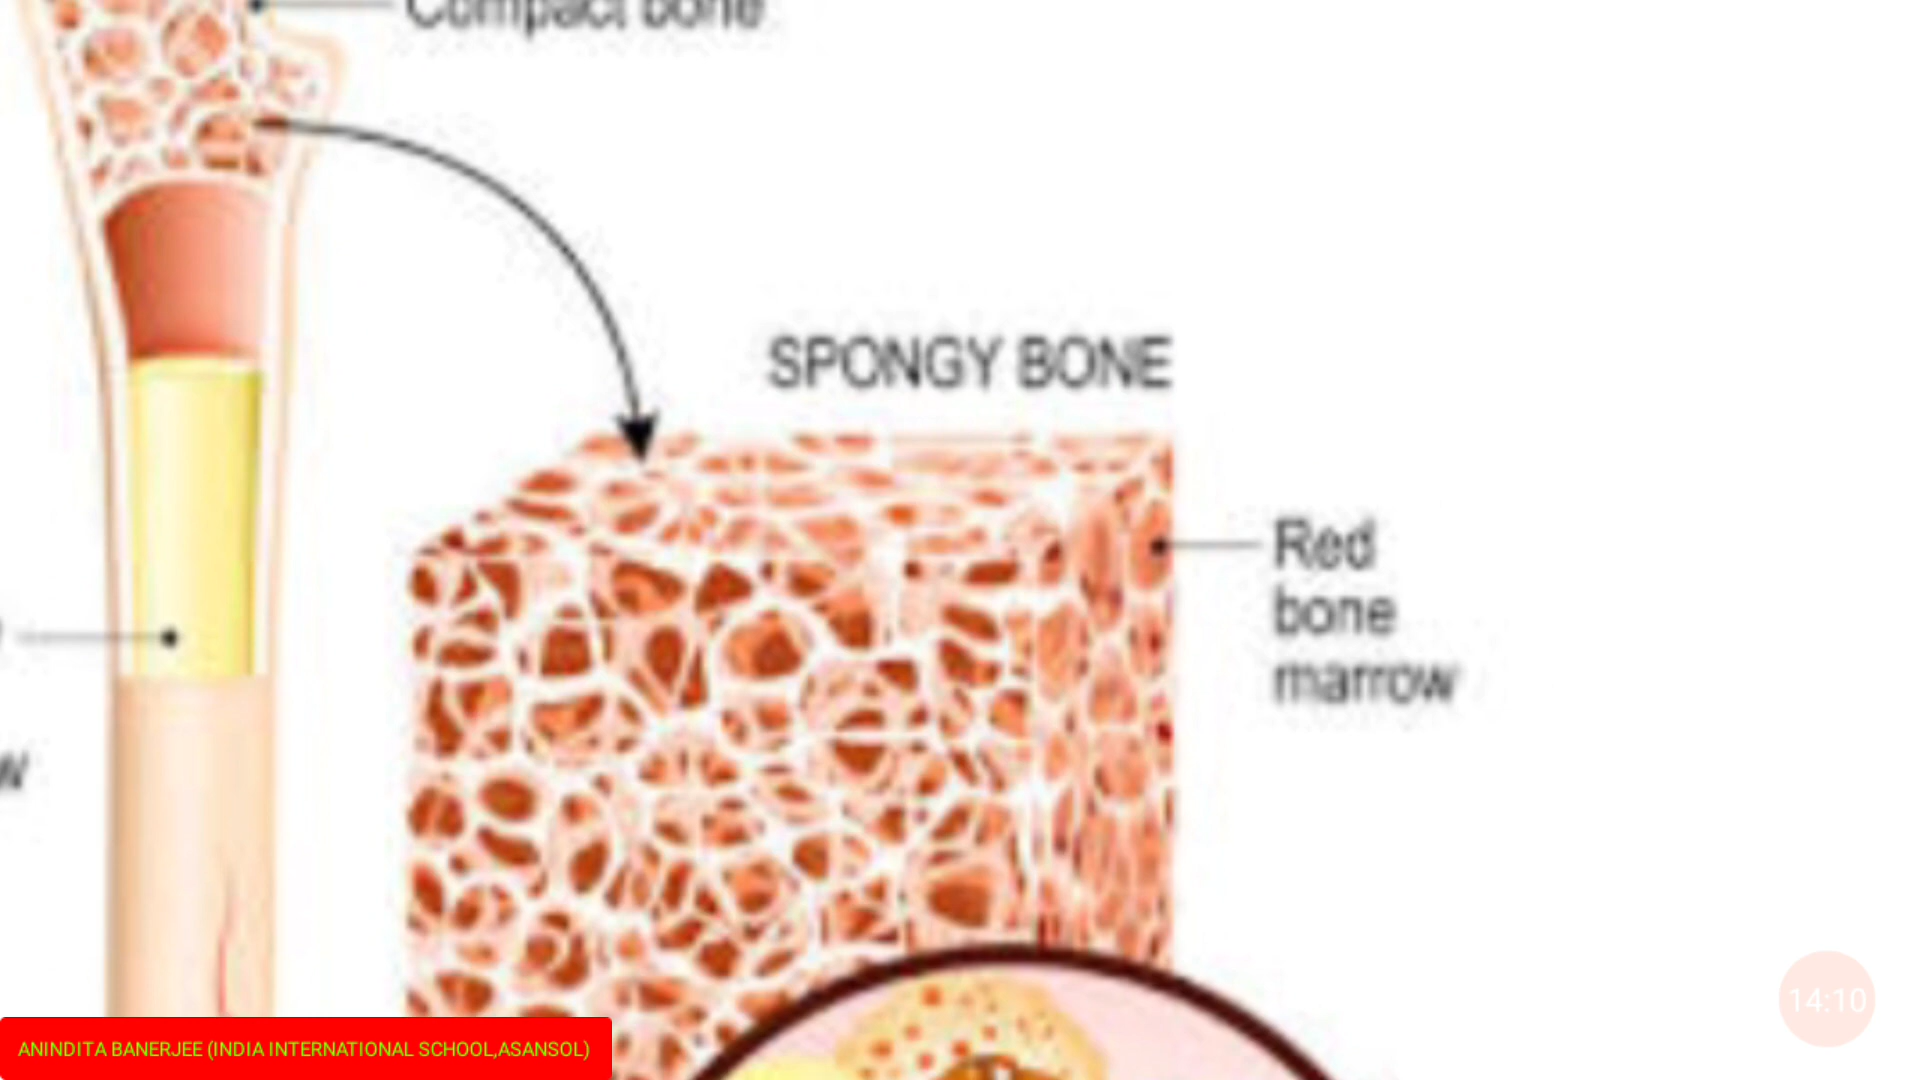 Compact bone
SPONGY BONE
Red
bone
marrow
w
ANINDITA BANERJEE (INDIA INTERNATIONAL SCHOOL,ASANSOL)
14:10